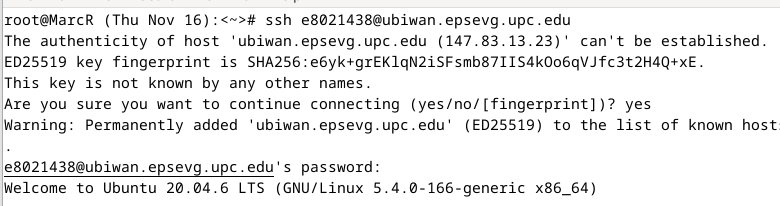 root@MarcR (Thu Nov 16):<~># ssh e8021438@ubiwan.epsevg.upc.edu
The authenticity of host 'ubiwan.epsevg.upc.edu (147.83.13.23)' can't be established.
ED25519 key fingerprint is SHA256:e6yk+grEKlqN2iSFsmb87IIS4kOo6qVJfc3t2H4Q+xE.
This key is not known by any other names.
Are you sure you want to continue connecting (yes/no/[fingerprint])? yes
Warning: Permanently added 'ubiwan.epsevg.upc.edu' (ED25519) to the list of known hosts
.
e8021438@ubiwan.epsevg.upc.edu's password:
Welcome to Ubuntu 20.04.6 LTS (GNU/Linux 5.4.0-166-generic x86_64)